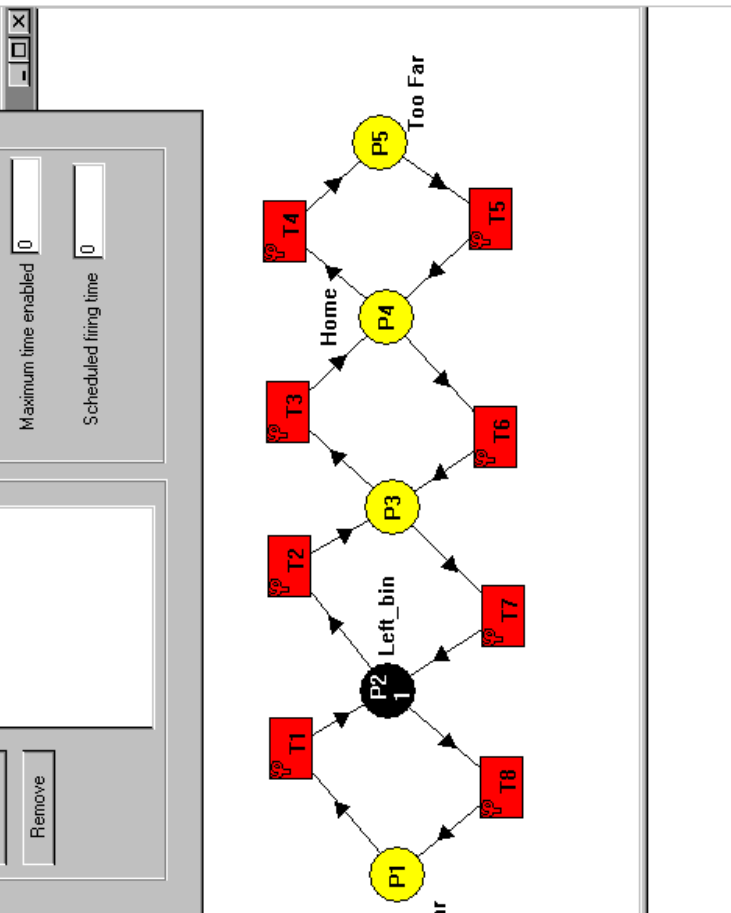 Maximum time enabled 0
Scheduled firing time 0
Remove
Too Far
P5
T4
T5
Home
P4
T3
T6
P3
T2
T7
Left_bin
P2
1
T1
T8
P1